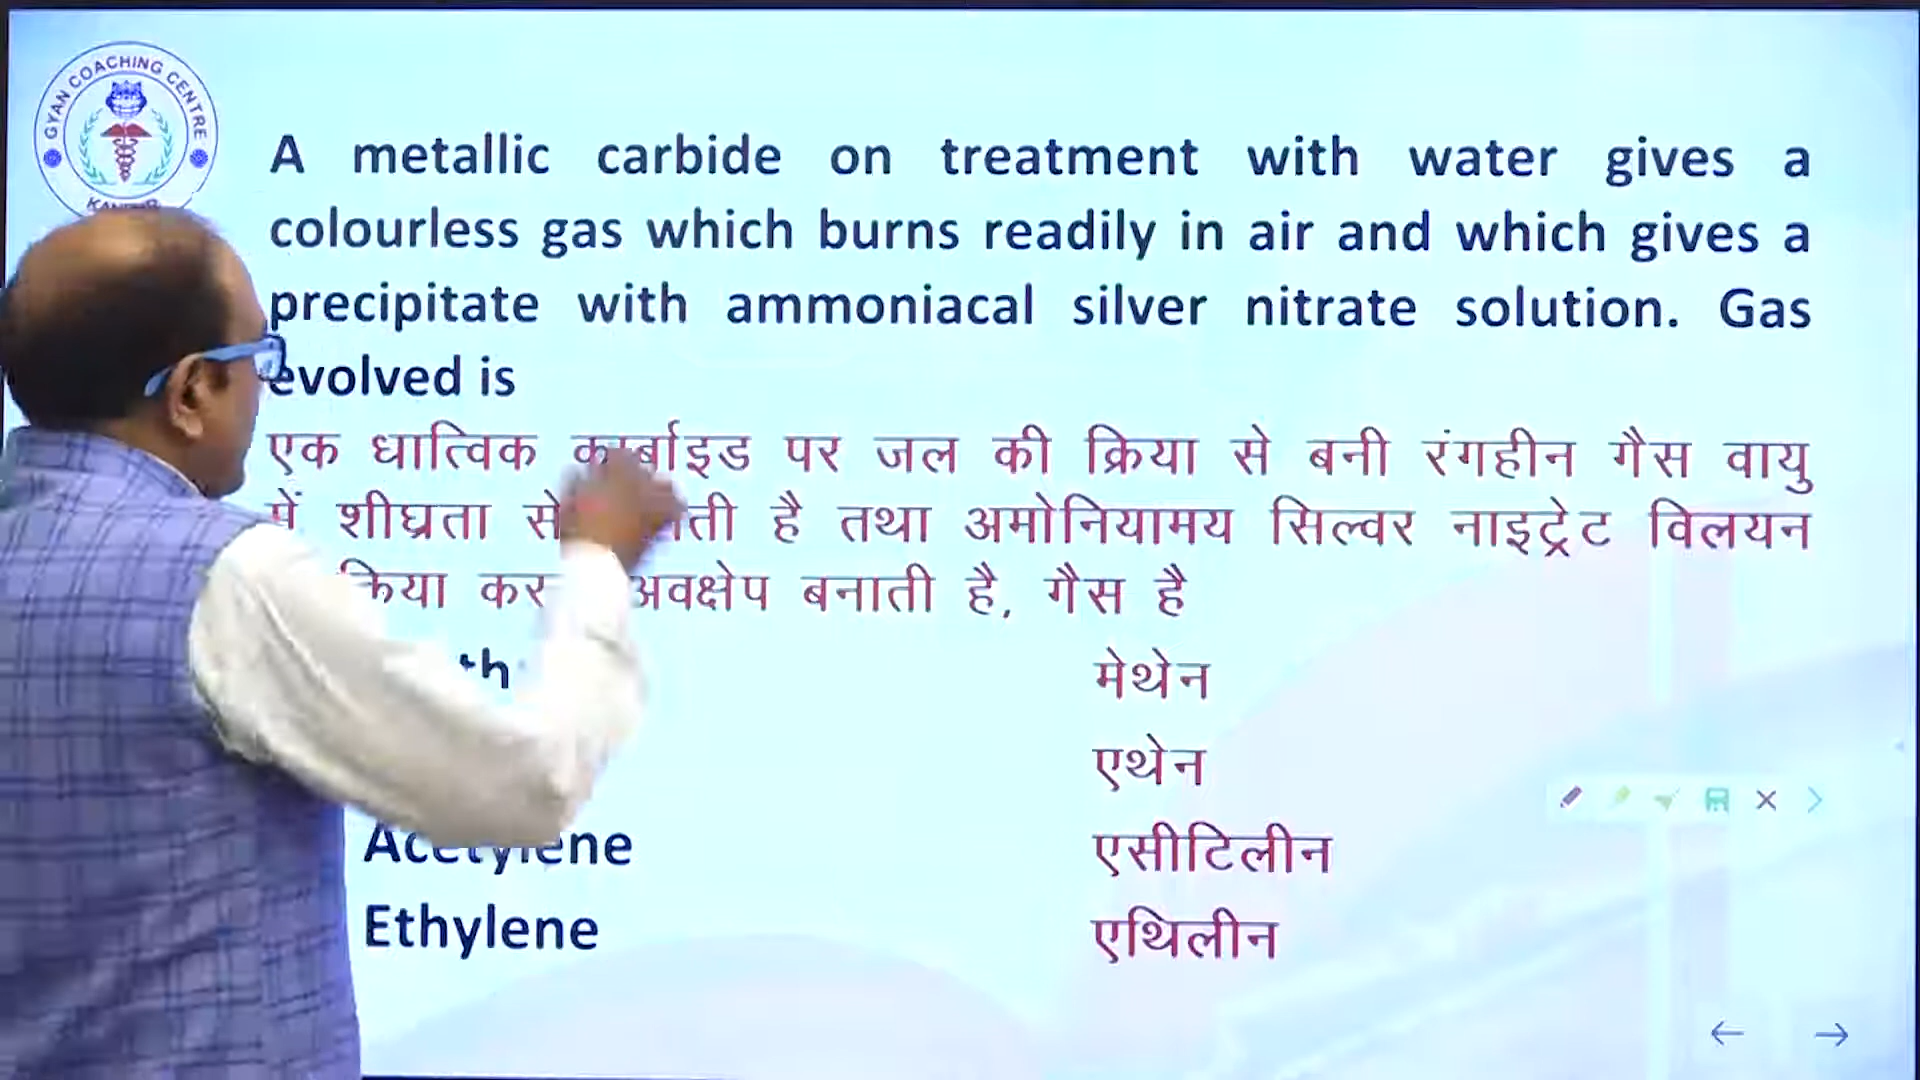 GYAN COACHING CENTRE
A metallic carbide on treatment with water gives a
colourless gas which burns readily in air and which gives a
precipitate with ammoniacal silver nitrate solution. Gas
evolved is
एक धात्विक कार्बाइड पर जल की क्रिया से बनी रंगहीन गैस वायु
में शीघ्रता से है तथा अमोनियामय सिल्वर नाइट्रेट विलयन
कर अवक्षेप बनाती है, गैस है
मेथेन
एथेन
Acetylene एसीटिलीन
Ethylene एथिलीन